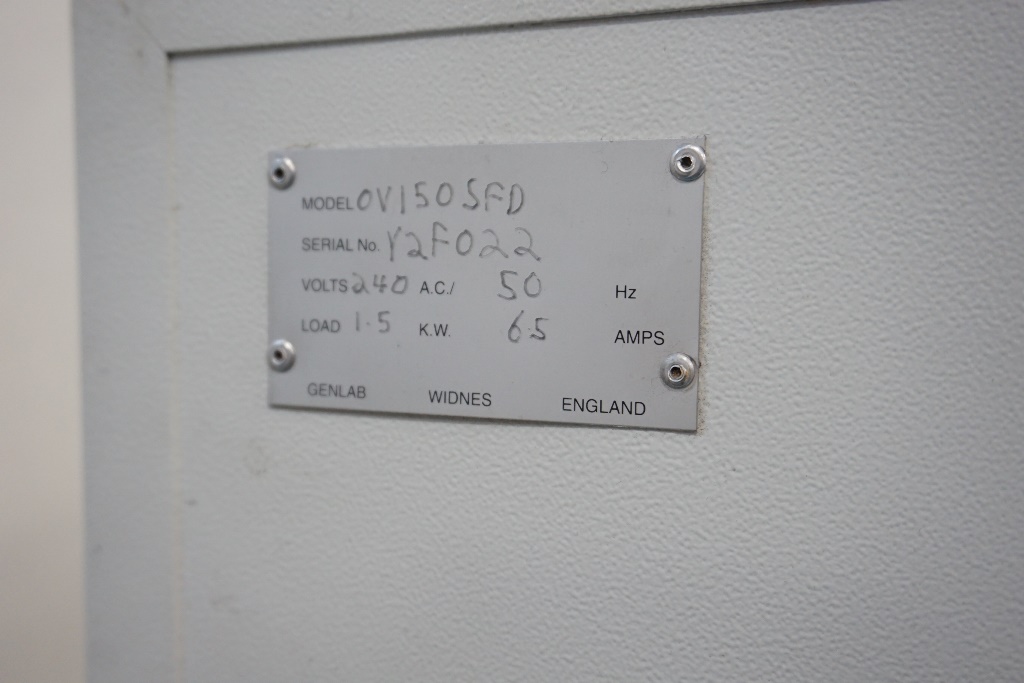 MODEL OV150SFD
SERIAL No. Y2F022
VOLTS 240 A.C./ 50 Hz
LOAD 1.5 K.W. 6.5 AMPS
GENLAB WIDNES ENGLAND